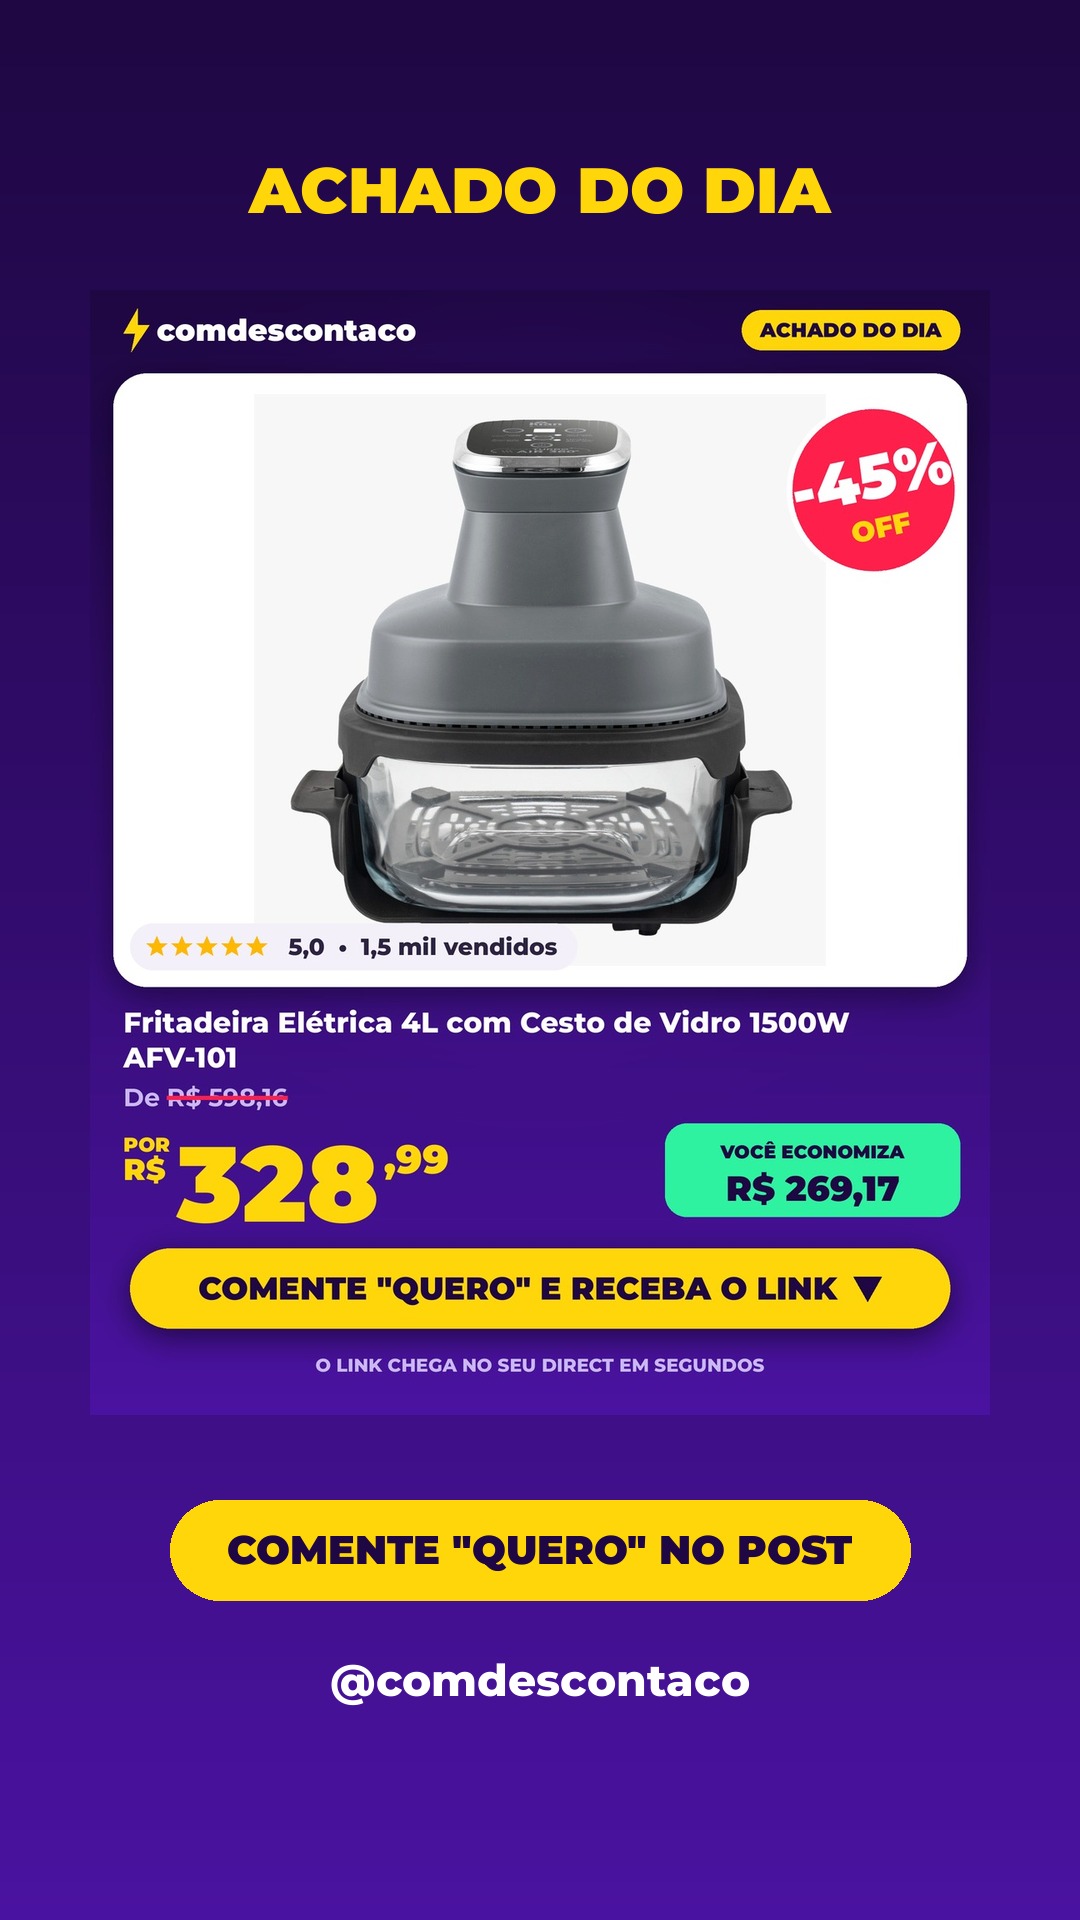 ACHADO DO DIA
comdescontaco
ACHADO DO DIA
-45%
OFF
5,0 • 1,5 mil vendidos
Fritadeira Elétrica 4L com Cesto de Vidro 1500W
AFV-101
De R$ 598,16
POR
R$ 328,99
VOCÊ ECONOMIZA
R$ 269,17
COMENTE "QUERO" E RECEBA O LINK ▼
O LINK CHEGA NO SEU DIRECT EM SEGUNDOS
COMENTE "QUERO" NO POST
@comdescontaco